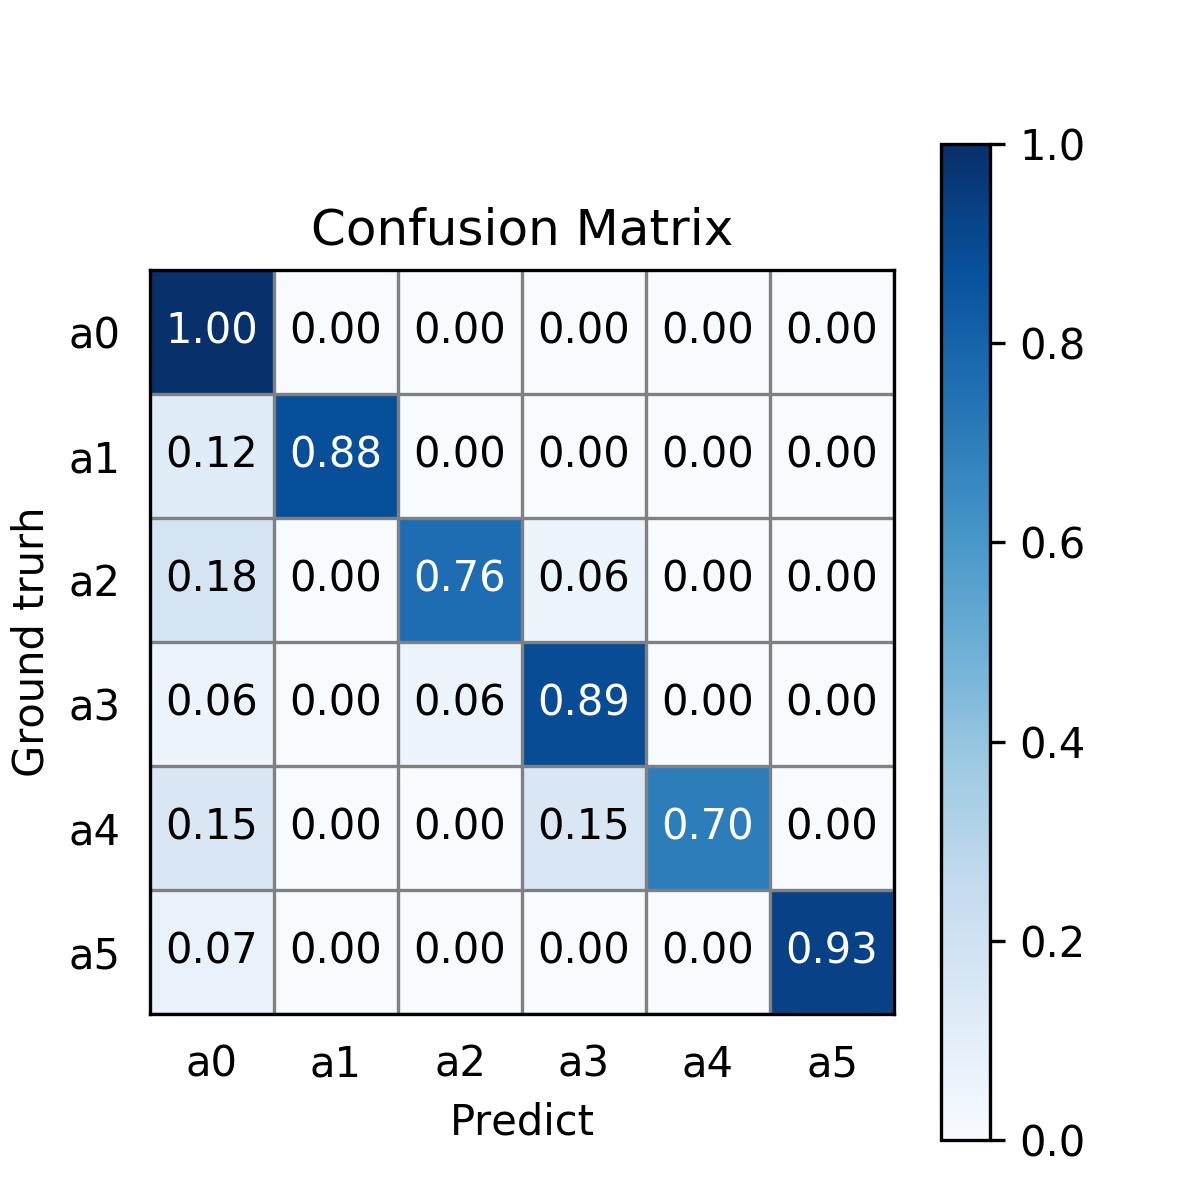 Confusion Matrix
a0 1.00 0.00 0.00 0.00 0.00 0.00
a1 0.12 0.88 0.00 0.00 0.00 0.00
a2 0.18 0.00 0.76 0.06 0.00 0.00
a3 0.06 0.00 0.06 0.89 0.00 0.00
a4 0.15 0.00 0.00 0.15 0.70 0.00
a5 0.07 0.00 0.00 0.00 0.00 0.93
a0 a1 a2 a3 a4 a5
Predict
Ground trurh
1.0
0.8
0.6
0.4
0.2
0.0